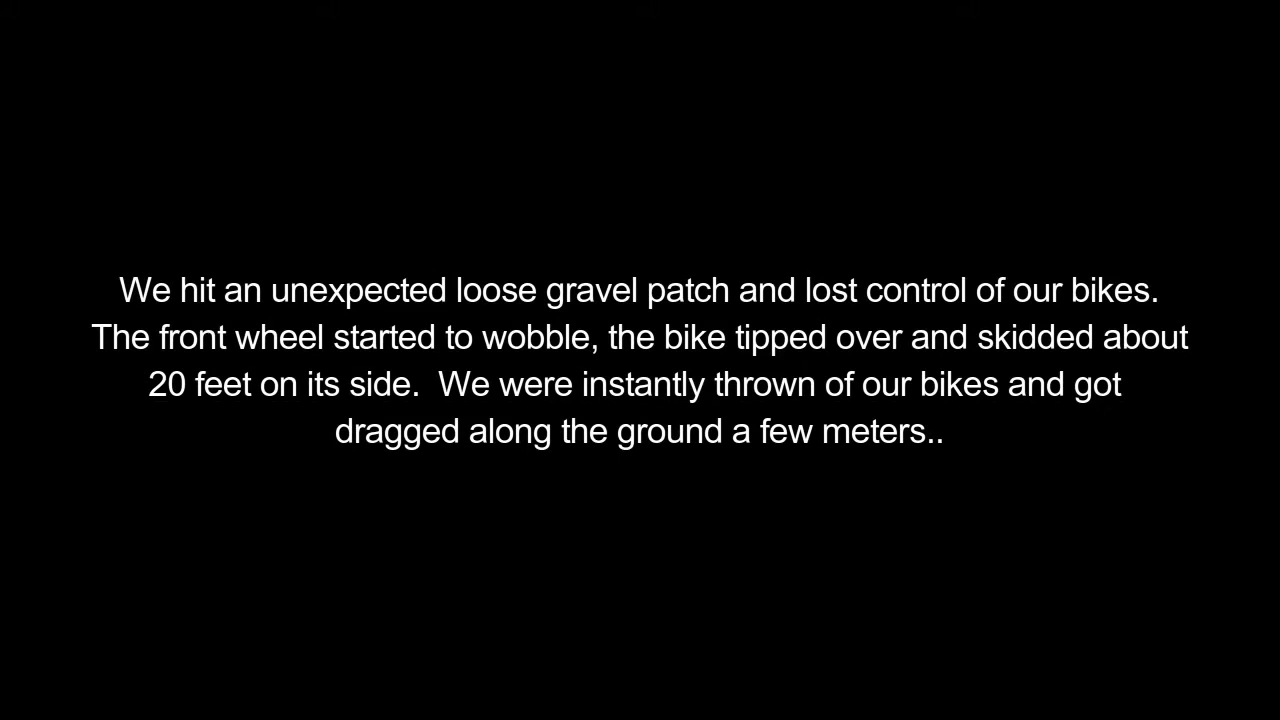 We hit an unexpected loose gravel patch and lost control of our bikes.
The front wheel started to wobble, the bike tipped over and skidded about
20 feet on its side.  We were instantly thrown of our bikes and got
dragged along the ground a few meters..